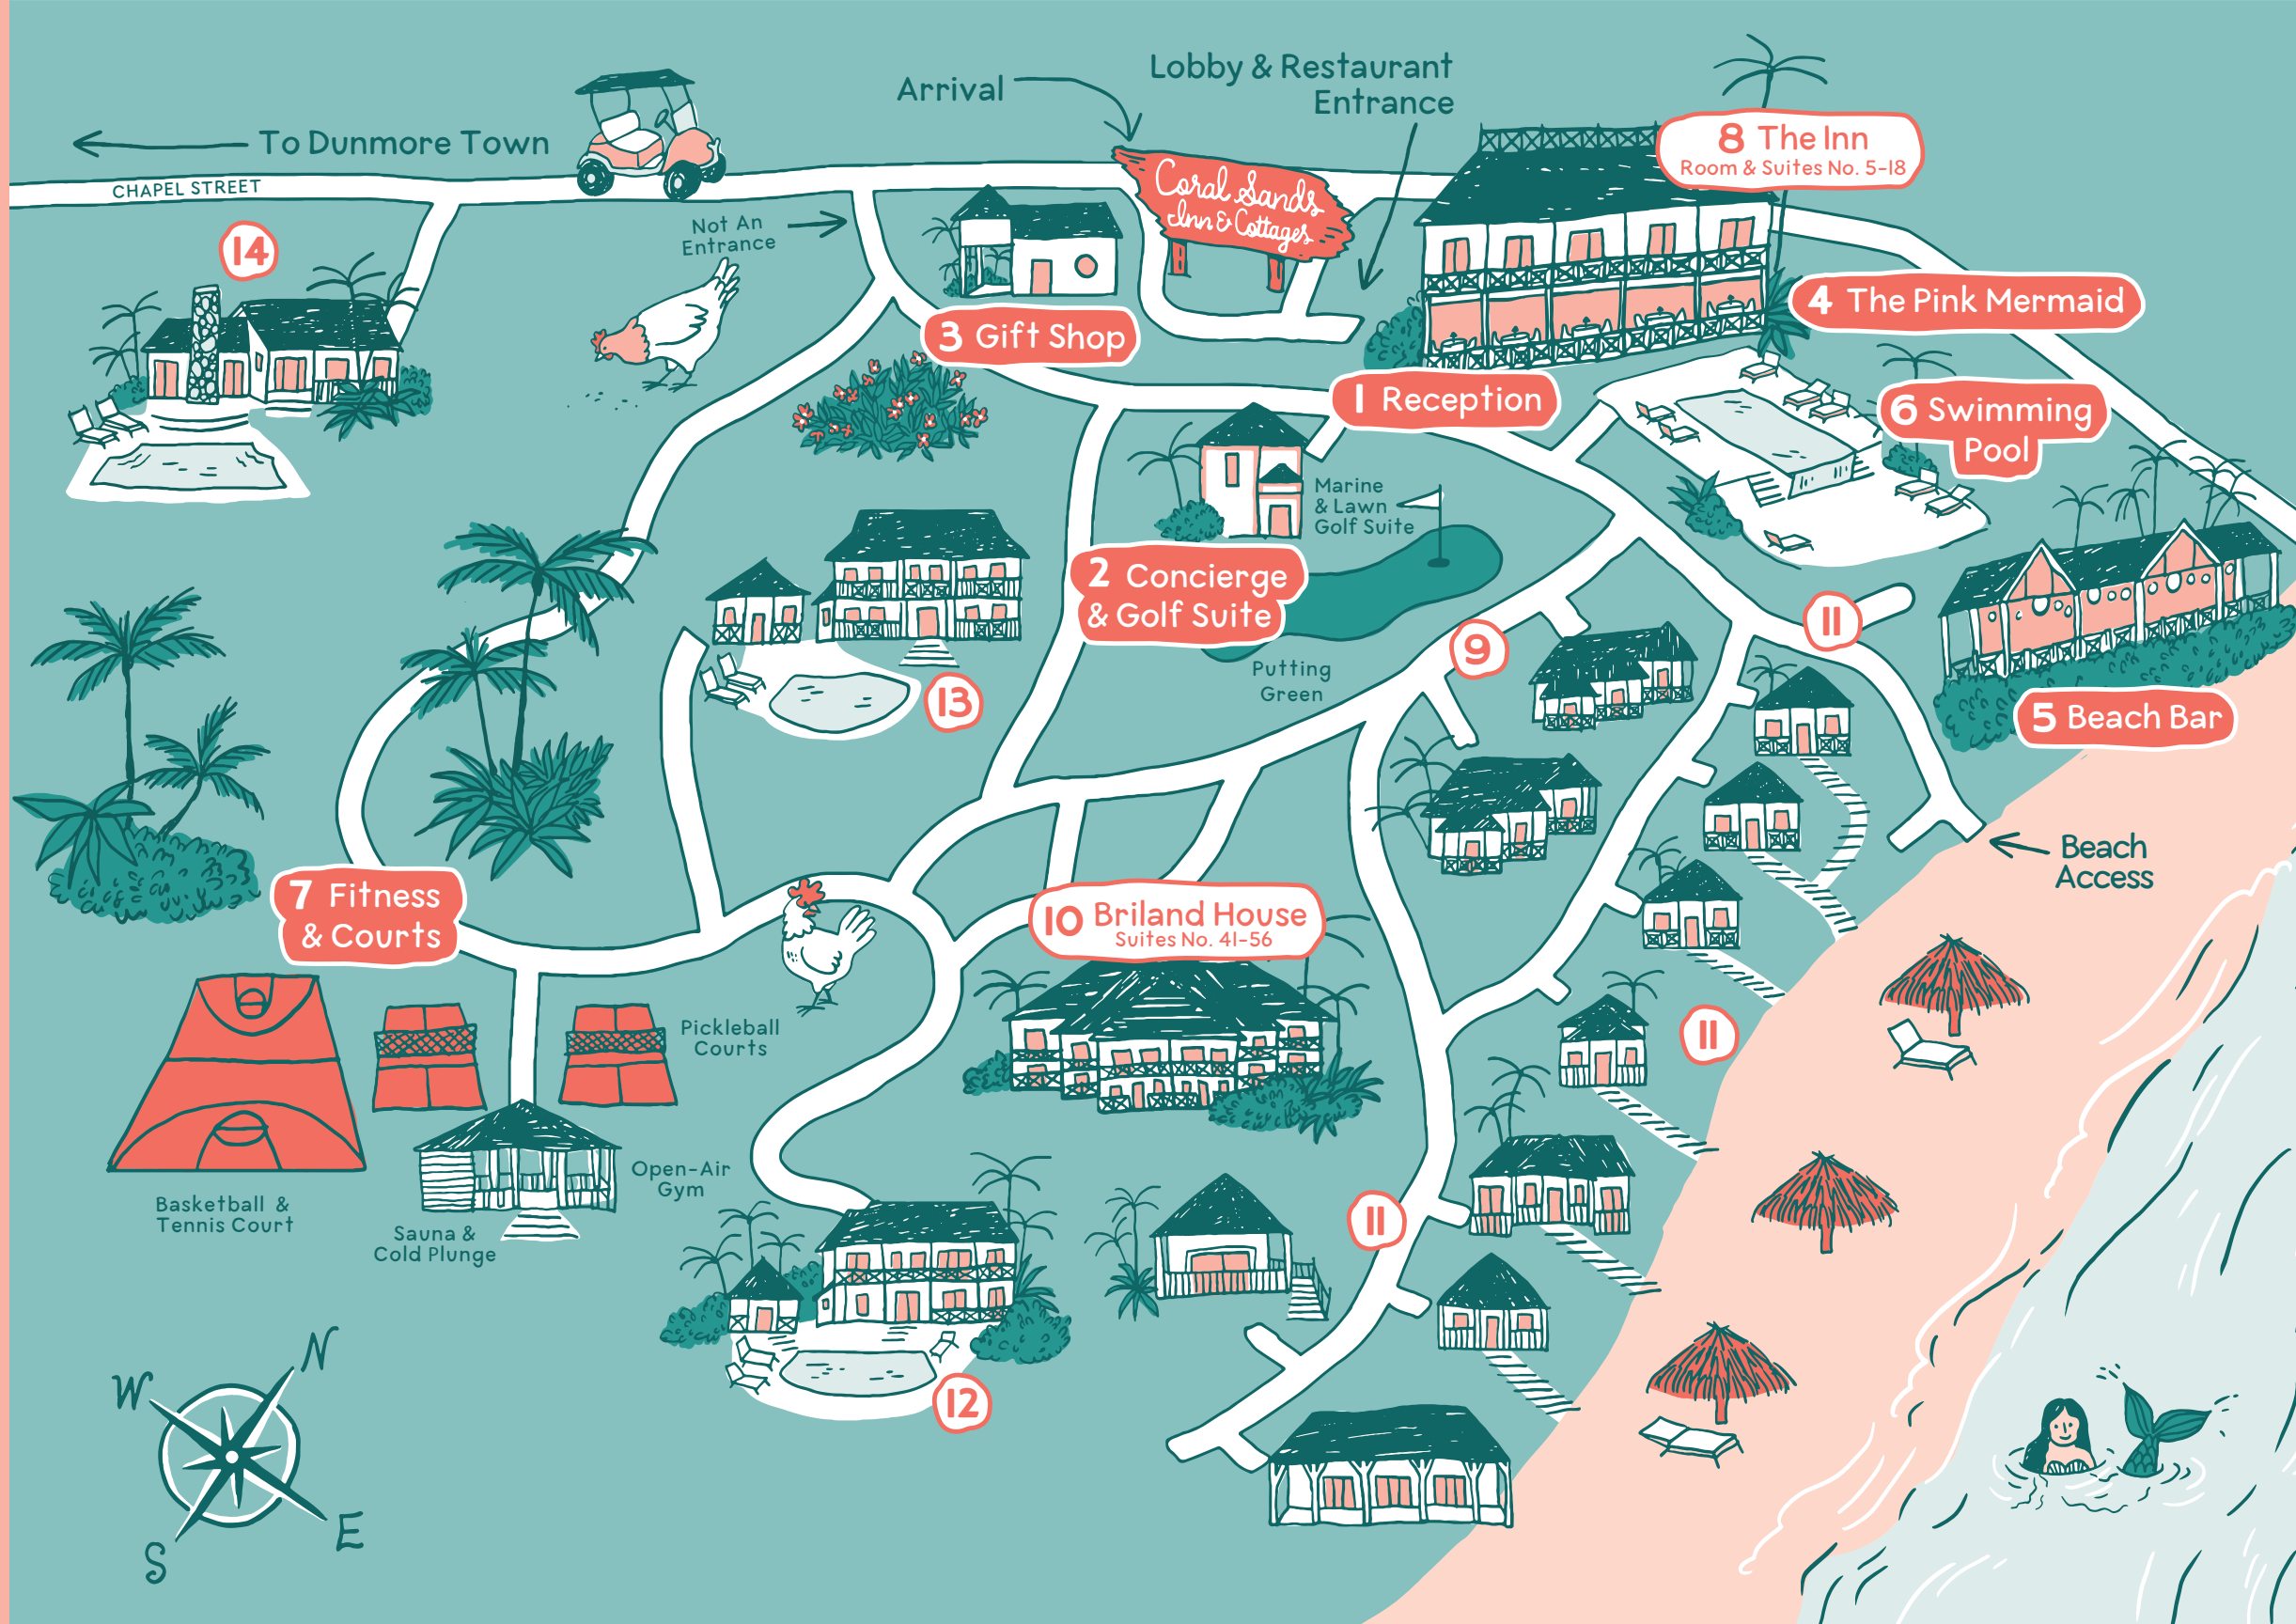 Arrival
Lobby & Restaurant
Entrance
To Dunmore Town
CHAPEL STREET
Coral Sands
Inn & Cottages
8 The Inn
Room & Suites No. 5-18
Not An
Entrance
14
4 The Pink Mermaid
3 Gift Shop
1 Reception
6 Swimming
Pool
Marine
& Lawn
Golf Suite
2 Concierge
& Golf Suite
Putting
Green
9
11
13
5 Beach Bar
Beach
Access
7 Fitness
& Courts
10 Briland House
Suites No. 41-56
Pickleball
Courts
11
Open-Air
Gym
Basketball &
Tennis Court
Sauna &
Cold Plunge
11
12
N
W
E
S